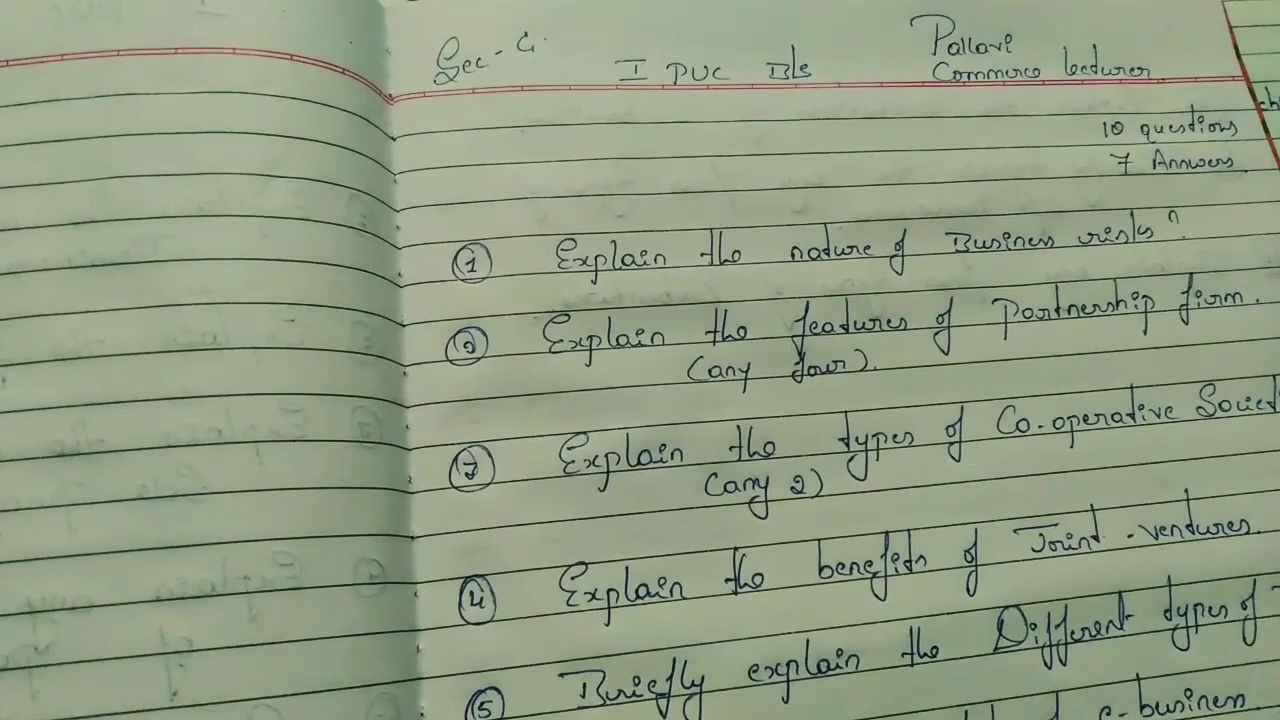 Sec - 4.
I PUC B/s
Pallavi
Commerce lecturer
10 questions
7 Answers
① Explain the nature of Business risks?
② Explain the features of Partnership firm.
(any four).
③ Explain the types of Co-operative Societ
(any 2)
④ Explain the benefits of Joint-ventures.
⑤ Briefly explain the Different types of
e-business